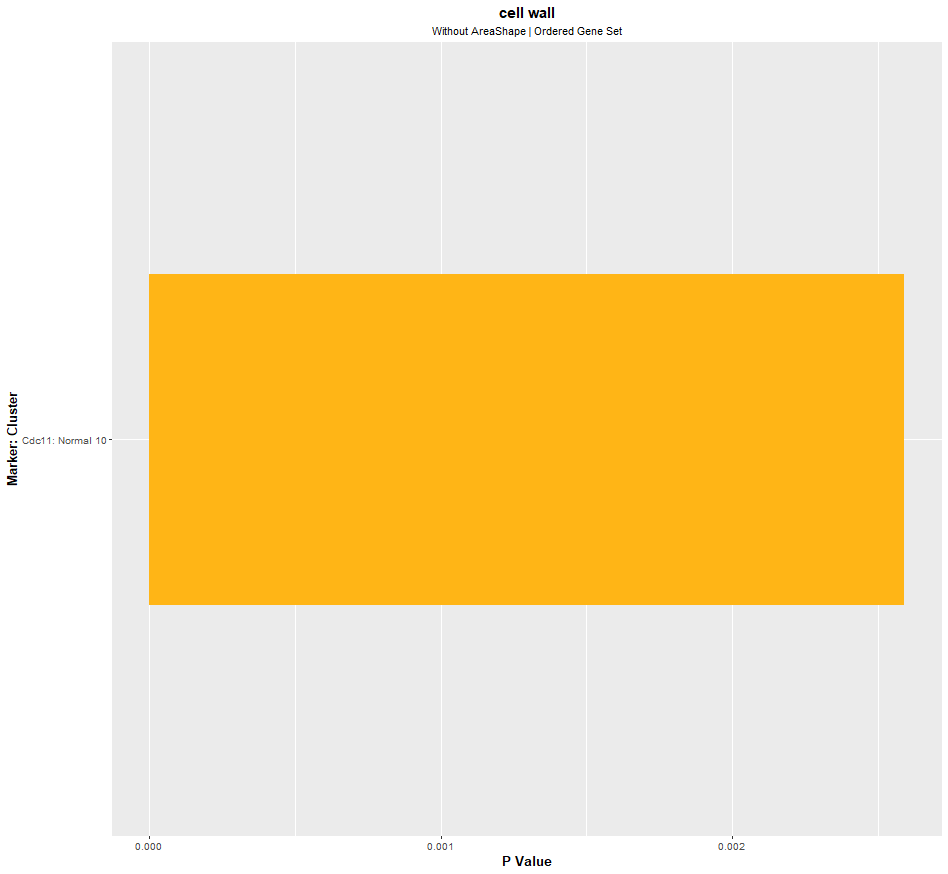 cell wall
Without AreaShape | Ordered Gene Set
Marker: Cluster
Cdc11: Normal 10
0.000
0.001
0.002
P Value